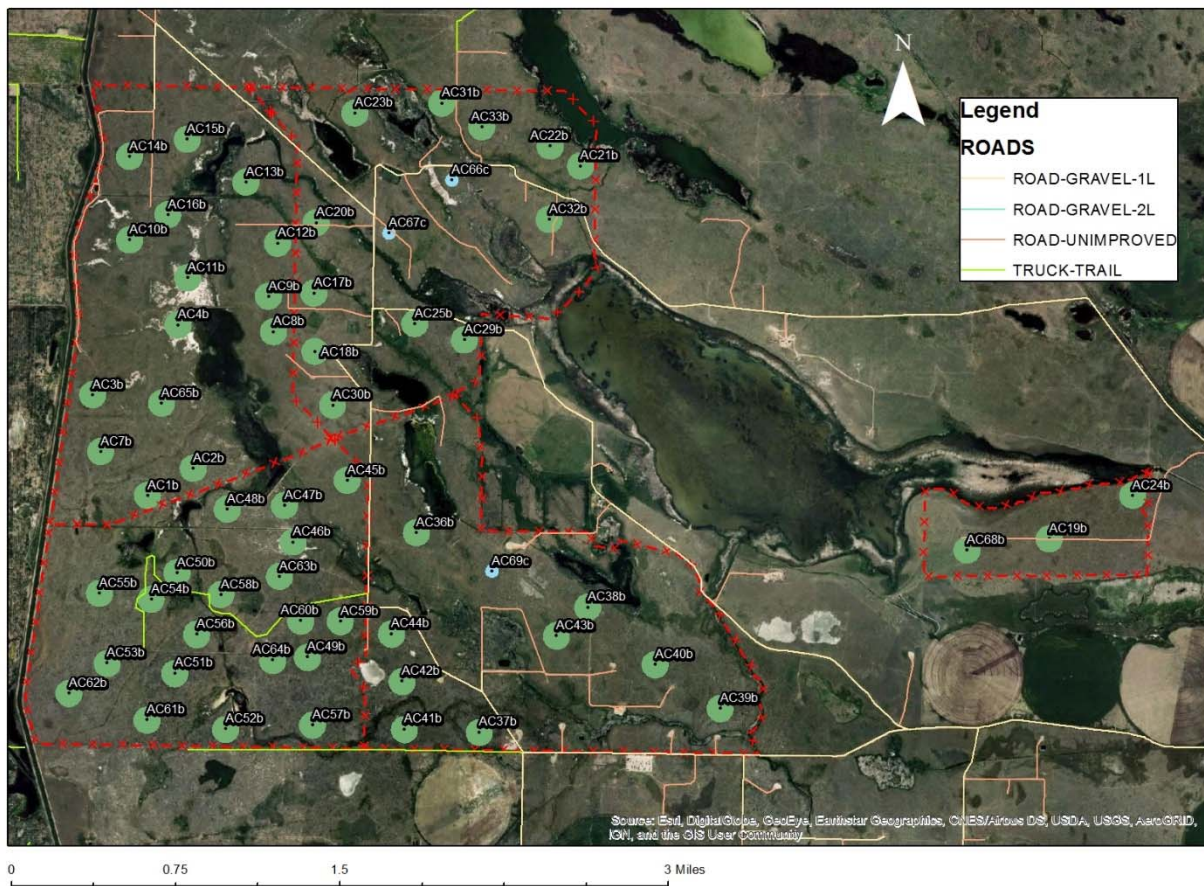 N
Legend
ROADS
ROAD-GRAVEL-1L
ROAD-GRAVEL-2L
ROAD-UNIMPROVED
TRUCK-TRAIL
AC31b
AC23b
AC33b
AC15b
AC22b
AC14b
AC21b
AC13b
AC66c
AC16b
AC20b
AC32b
AC67c
AC10b
AC12b
AC11b
AC9b
AC17b
AC4b
AC25b
AC8b
AC29b
AC18b
AC3b
AC65b
AC30b
AC7b
AC2b
AC45b
AC1b
AC24b
AC48b
AC47b
AC36b
AC19b
AC46b
AC68b
AC50b
AC69c
AC63b
AC55b
AC58b
AC54b
AC38b
AC60b
AC59b
AC56b
AC44b
AC43b
AC53b
AC64b
AC49b
AC40b
AC51b
AC42b
AC62b
AC39b
AC61b
AC52b
AC57b
AC41b
AC37b
Source: Esri, DigitalGlobe, GeoEye, Earthstar Geographics, CNES/Airbus DS, USDA, USGS, AeroGRID,
IGN, and the GIS User Community
0 0.75 1.5 3 Miles